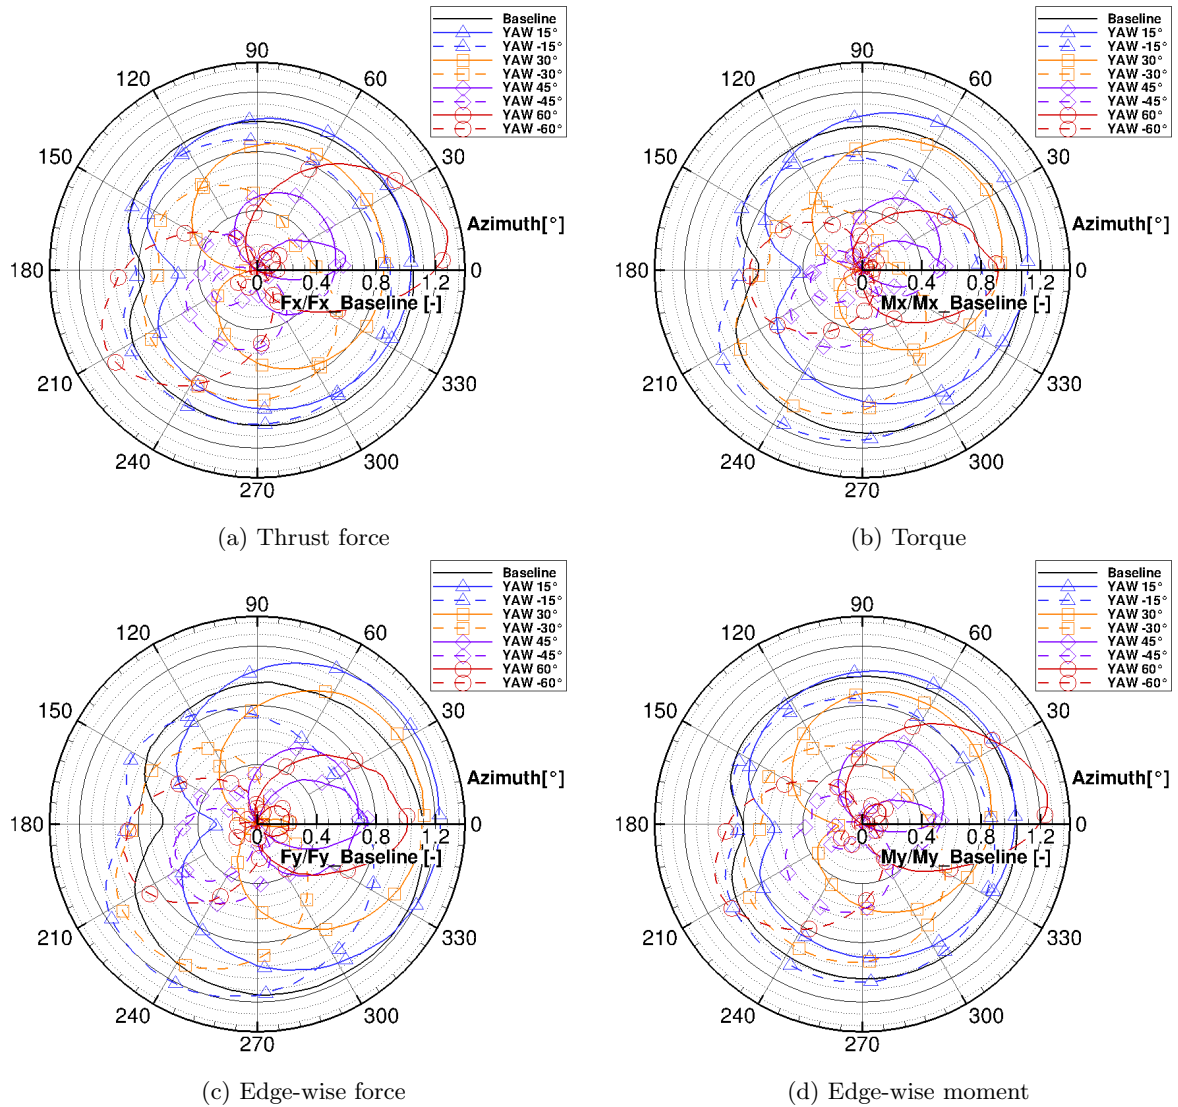 Baseline
YAW 15°
YAW -15°
YAW 30°
YAW -30°
YAW 45°
YAW -45°
YAW 60°
YAW -60°
90
120
60
150
30
Azimuth[°]
180
0 0.4 0.8 1.2 0
Fx/Fx_Baseline [-]
210
330
240
300
270
(a) Thrust force
Baseline
YAW 15°
YAW -15°
YAW 30°
YAW -30°
YAW 45°
YAW -45°
YAW 60°
YAW -60°
90
120
60
150
30
Azimuth[°]
180
0 0.4 0.8 1.2 0
Mx/Mx_Baseline [-]
210
330
240
300
270
(b) Torque
Baseline
YAW 15°
YAW -15°
YAW 30°
YAW -30°
YAW 45°
YAW -45°
YAW 60°
YAW -60°
90
120
60
150
30
Azimuth[°]
180
0 0.4 0.8 1.2 0
Fy/Fy_Baseline [-]
210
330
240
300
270
(c) Edge-wise force
Baseline
YAW 15°
YAW -15°
YAW 30°
YAW -30°
YAW 45°
YAW -45°
YAW 60°
YAW -60°
90
120
60
150
30
Azimuth[°]
180
0 0.4 0.8 1.2 0
My/My_Baseline [-]
210
330
240
300
270
(d) Edge-wise moment